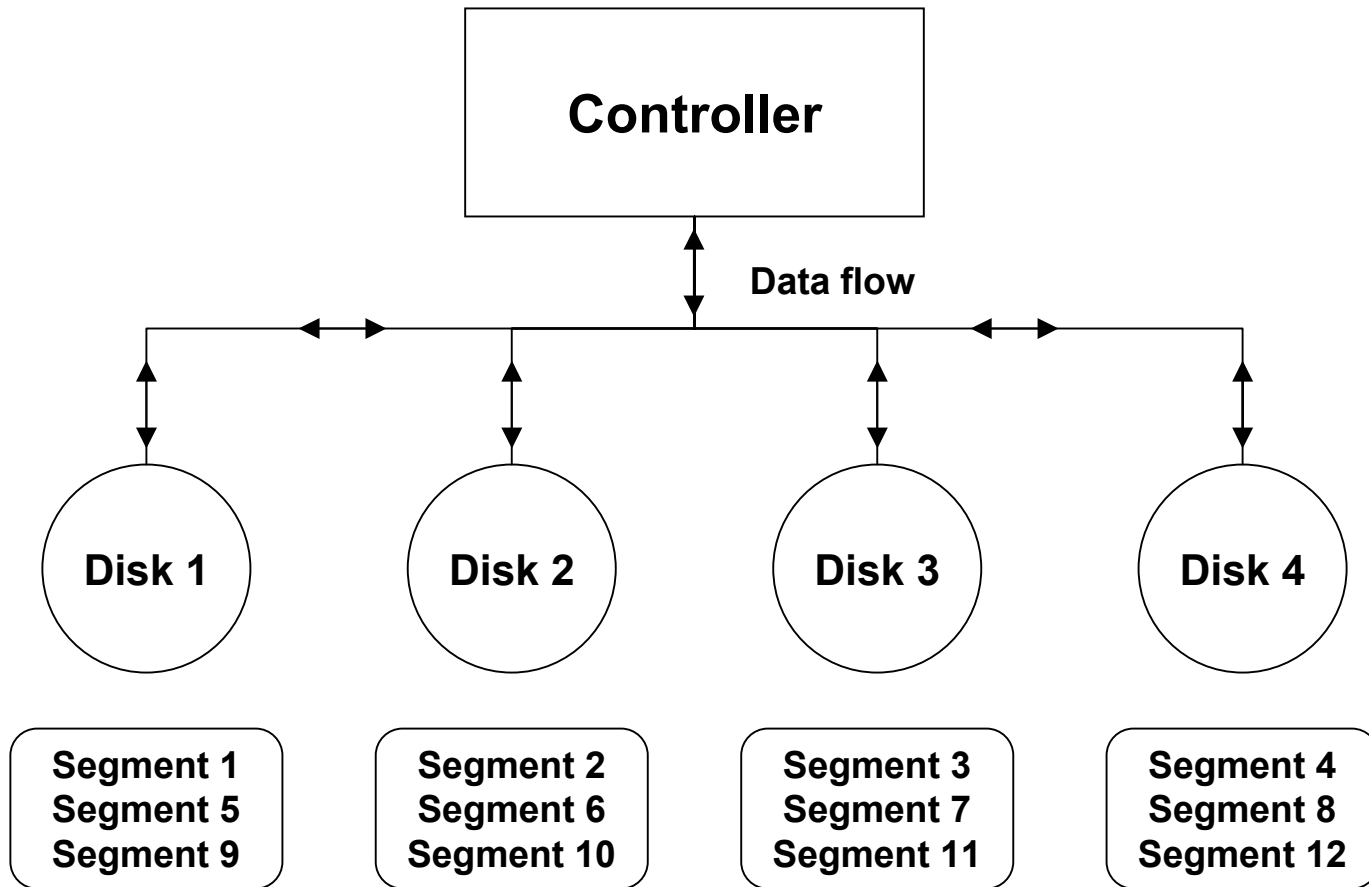 Controller
Data flow
Disk 1
Disk 2
Disk 3
Disk 4
Segment 1
Segment 5
Segment 9
Segment 2
Segment 6
Segment 10
Segment 3
Segment 7
Segment 11
Segment 4
Segment 8
Segment 12